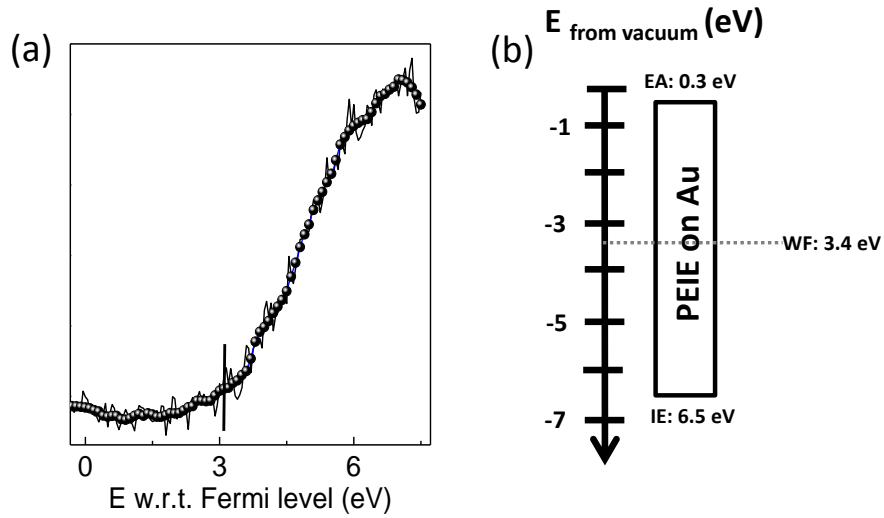 (a)
0
3
6
E w.r.t. Fermi level (eV)
(b)
E from vacuum (eV)
EA: 0.3 eV
-1
-3
-5
-7
PEIE on Au
WF: 3.4 eV
IE: 6.5 eV